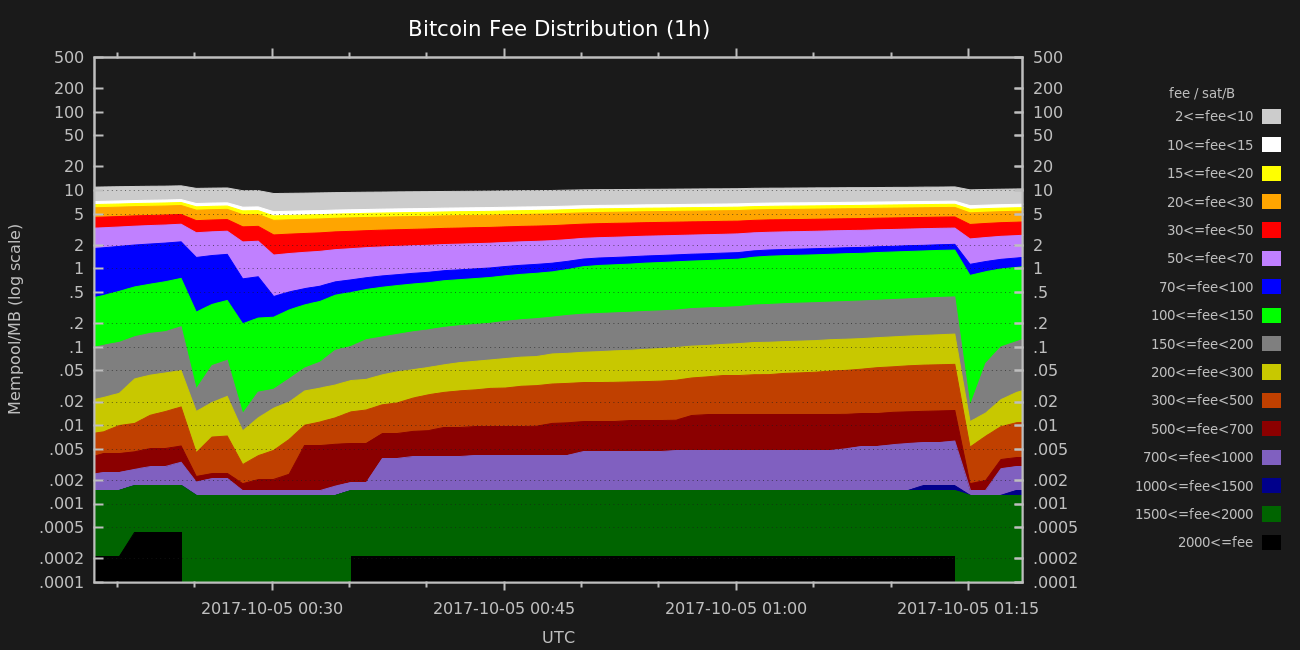 Bitcoin Fee Distribution (1h)
Mempool/MB (log scale)
500
200
100
50
20
10
5
2
1
.5
.2
.1
.05
.02
.01
.005
.002
.001
.0005
.0002
.0001
500
200
100
50
20
10
5
2
1
.5
.2
.1
.05
.02
.01
.005
.002
.001
.0005
.0002
.0001
2017-10-05 00:30
2017-10-05 00:45
2017-10-05 01:00
2017-10-05 01:15
UTC
fee / sat/B
2<=fee<10
10<=fee<15
15<=fee<20
20<=fee<30
30<=fee<50
50<=fee<70
70<=fee<100
100<=fee<150
150<=fee<200
200<=fee<300
300<=fee<500
500<=fee<700
700<=fee<1000
1000<=fee<1500
1500<=fee<2000
2000<=fee